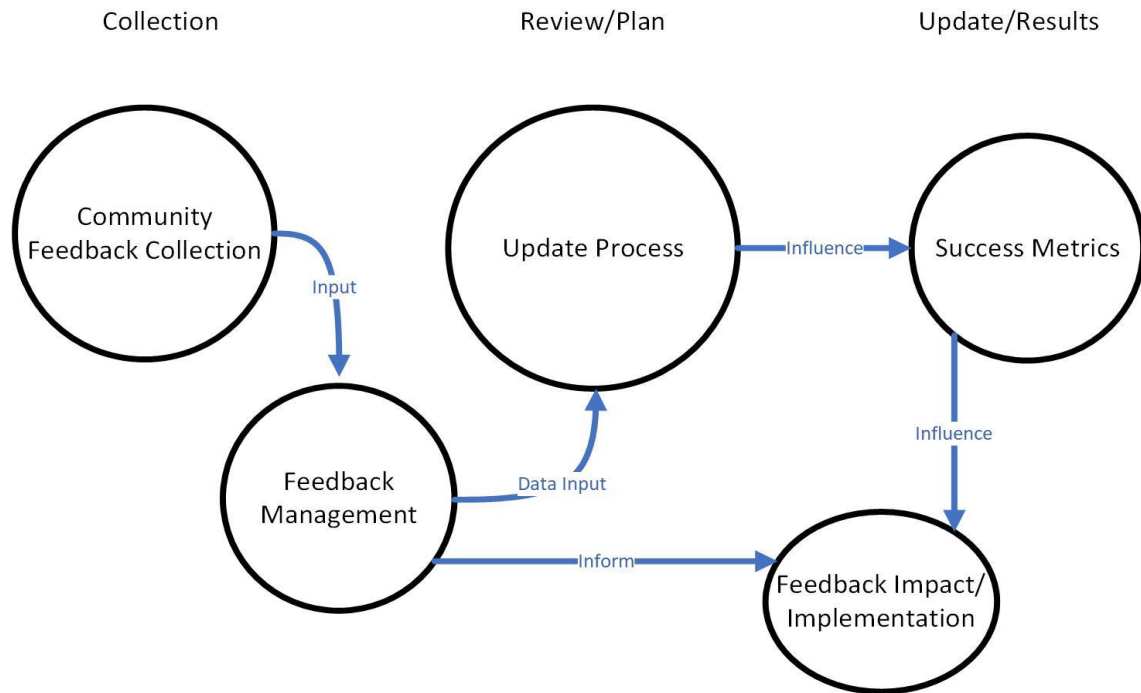 Collection
Review/Plan
Update/Results
Community
Feedback Collection
Input
Update Process
Influence
Success Metrics
Influence
Feedback
Management
Data Input
Inform
Feedback Impact/
Implementation